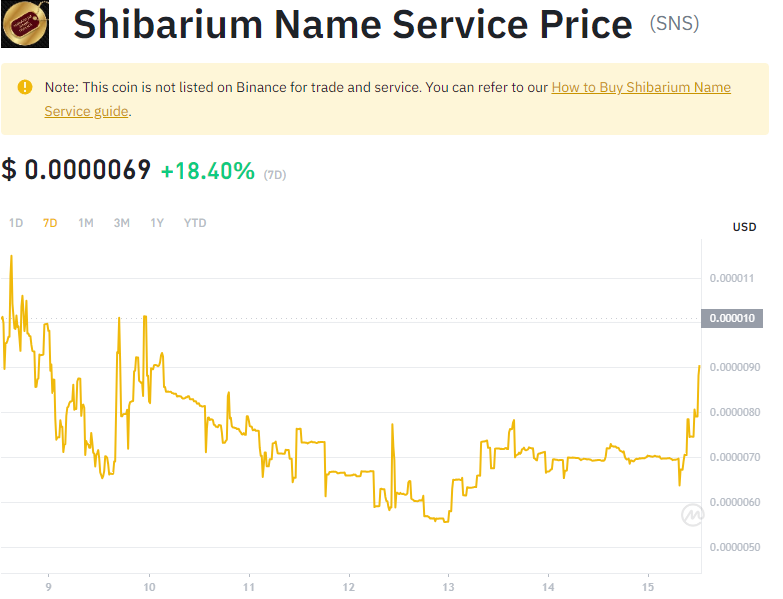 Shibarium Name Service Price (SNS)
Note: This coin is not listed on Binance for trade and service. You can refer to our How to Buy Shibarium Name
Service guide.
$ 0.0000069 +18.40% (7D)
1D 7D 1M 3M 1Y YTD
USD
0.000011
0.000010
0.0000090
0.0000080
0.0000070
0.0000060
0.0000050
9 10 11 12 13 14 15